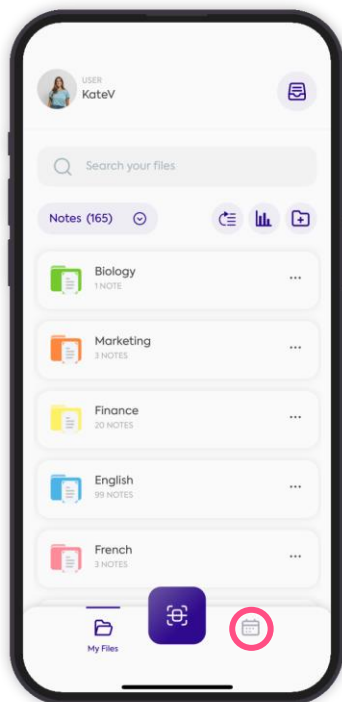 USER
KateV
Search your files
Notes (165)
Biology
1 NOTE
Marketing
3 NOTES
Finance
20 NOTES
English
99 NOTES
French
3 NOTES
My Files